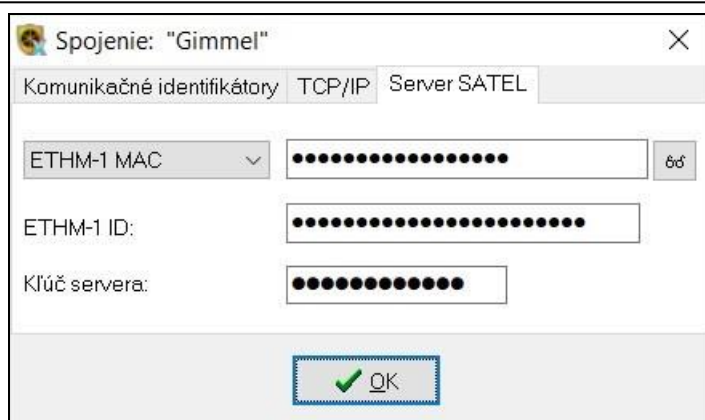 Spojenie: "Gimmel"
Komunikačné identifikátory TCP/IP Server SATEL
ETHM-1 MAC ●●●●●●●●●●●●●●●●●
ETHM-1 ID: ●●●●●●●●●●●●●●●●●●●●●●●
Kľúč servera: ●●●●●●●●●●●●
OK